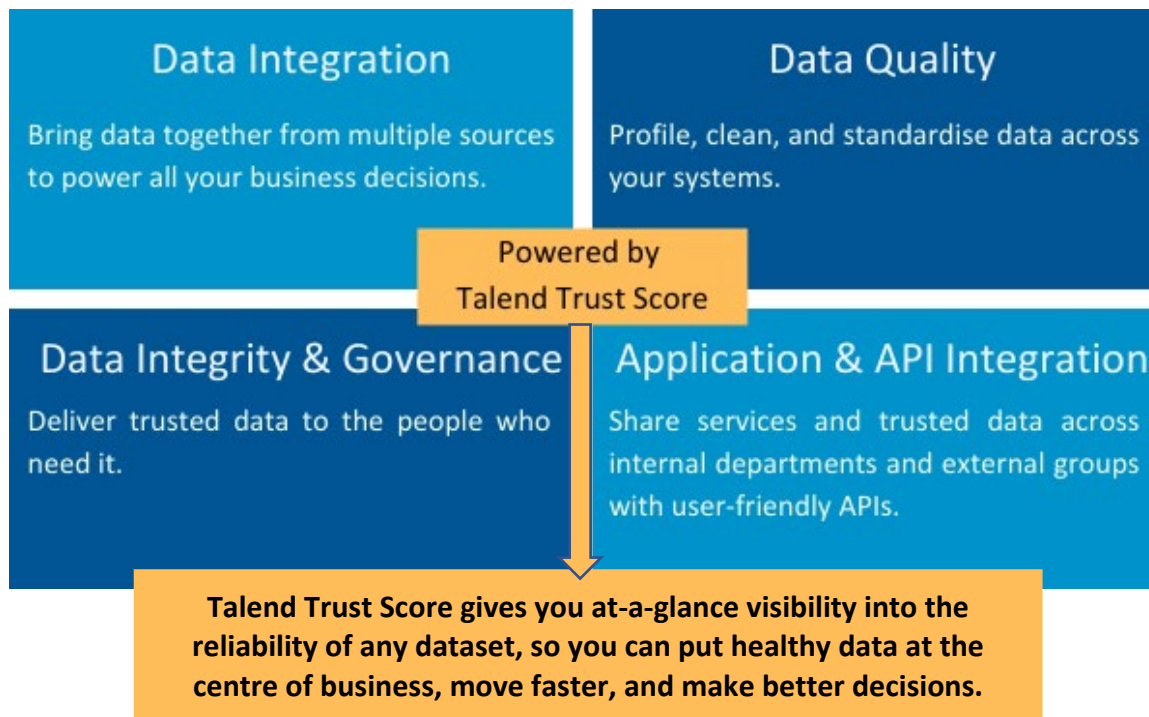 Data Integration
Bring data together from multiple sources
to power all your business decisions.
Data Quality
Profile, clean, and standardise data across
your systems.
Powered by
Talend Trust Score
Data Integrity & Governance
Deliver trusted data to the people who
need it.
Application & API Integration
Share services and trusted data across
internal departments and external groups
with user-friendly APIs.
Talend Trust Score gives you at-a-glance visibility into the
reliability of any dataset, so you can put healthy data at the
centre of business, move faster, and make better decisions.